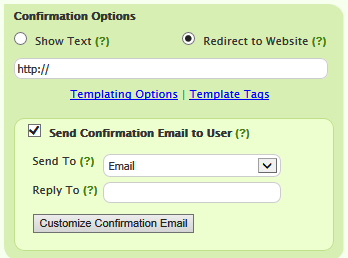 Confirmation Options
Show Text (?) Redirect to Website (?)
http://
Templating Options | Template Tags
Send Confirmation Email to User (?)
Send To (?) Email
Reply To (?)
Customize Confirmation Email